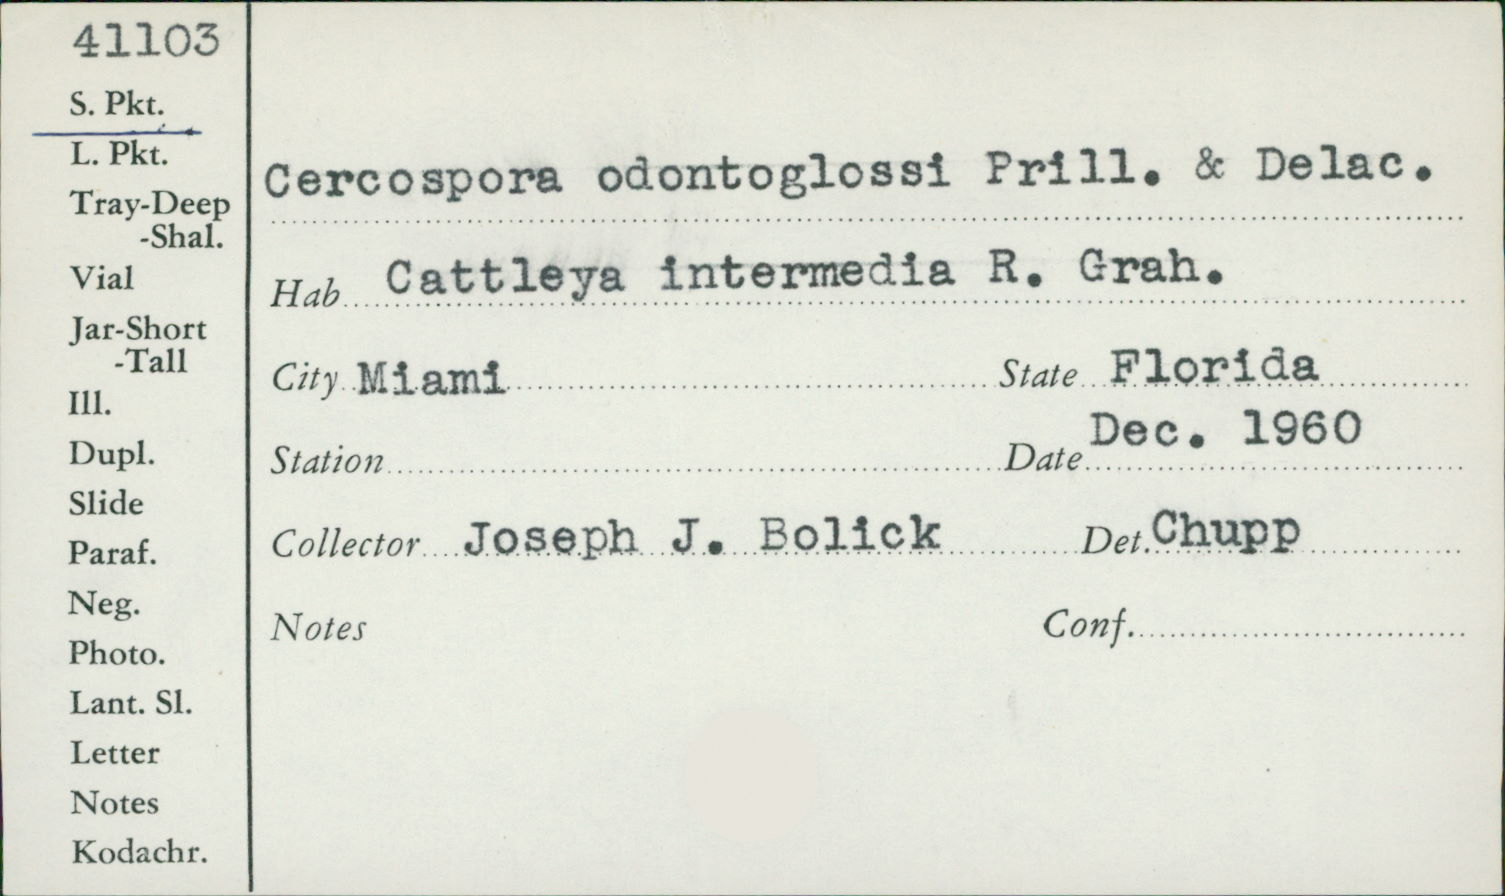 41103
S. Pkt.
L. Pkt.
Tray-Deep
-Shal.
Vial
Jar-Short
-Tall
Ill.
Dupl.
Slide
Paraf.
Neg.
Photo.
Lant. Sl.
Letter
Notes
Kodachr.
Cercospora odontoglossi Prill. & Delac.
Hab Cattleya intermedia R. Grah.
City Miami State Florida
Station Date Dec. 1960
Collector Joseph J. Bolick Det. Chupp
Notes Conf.